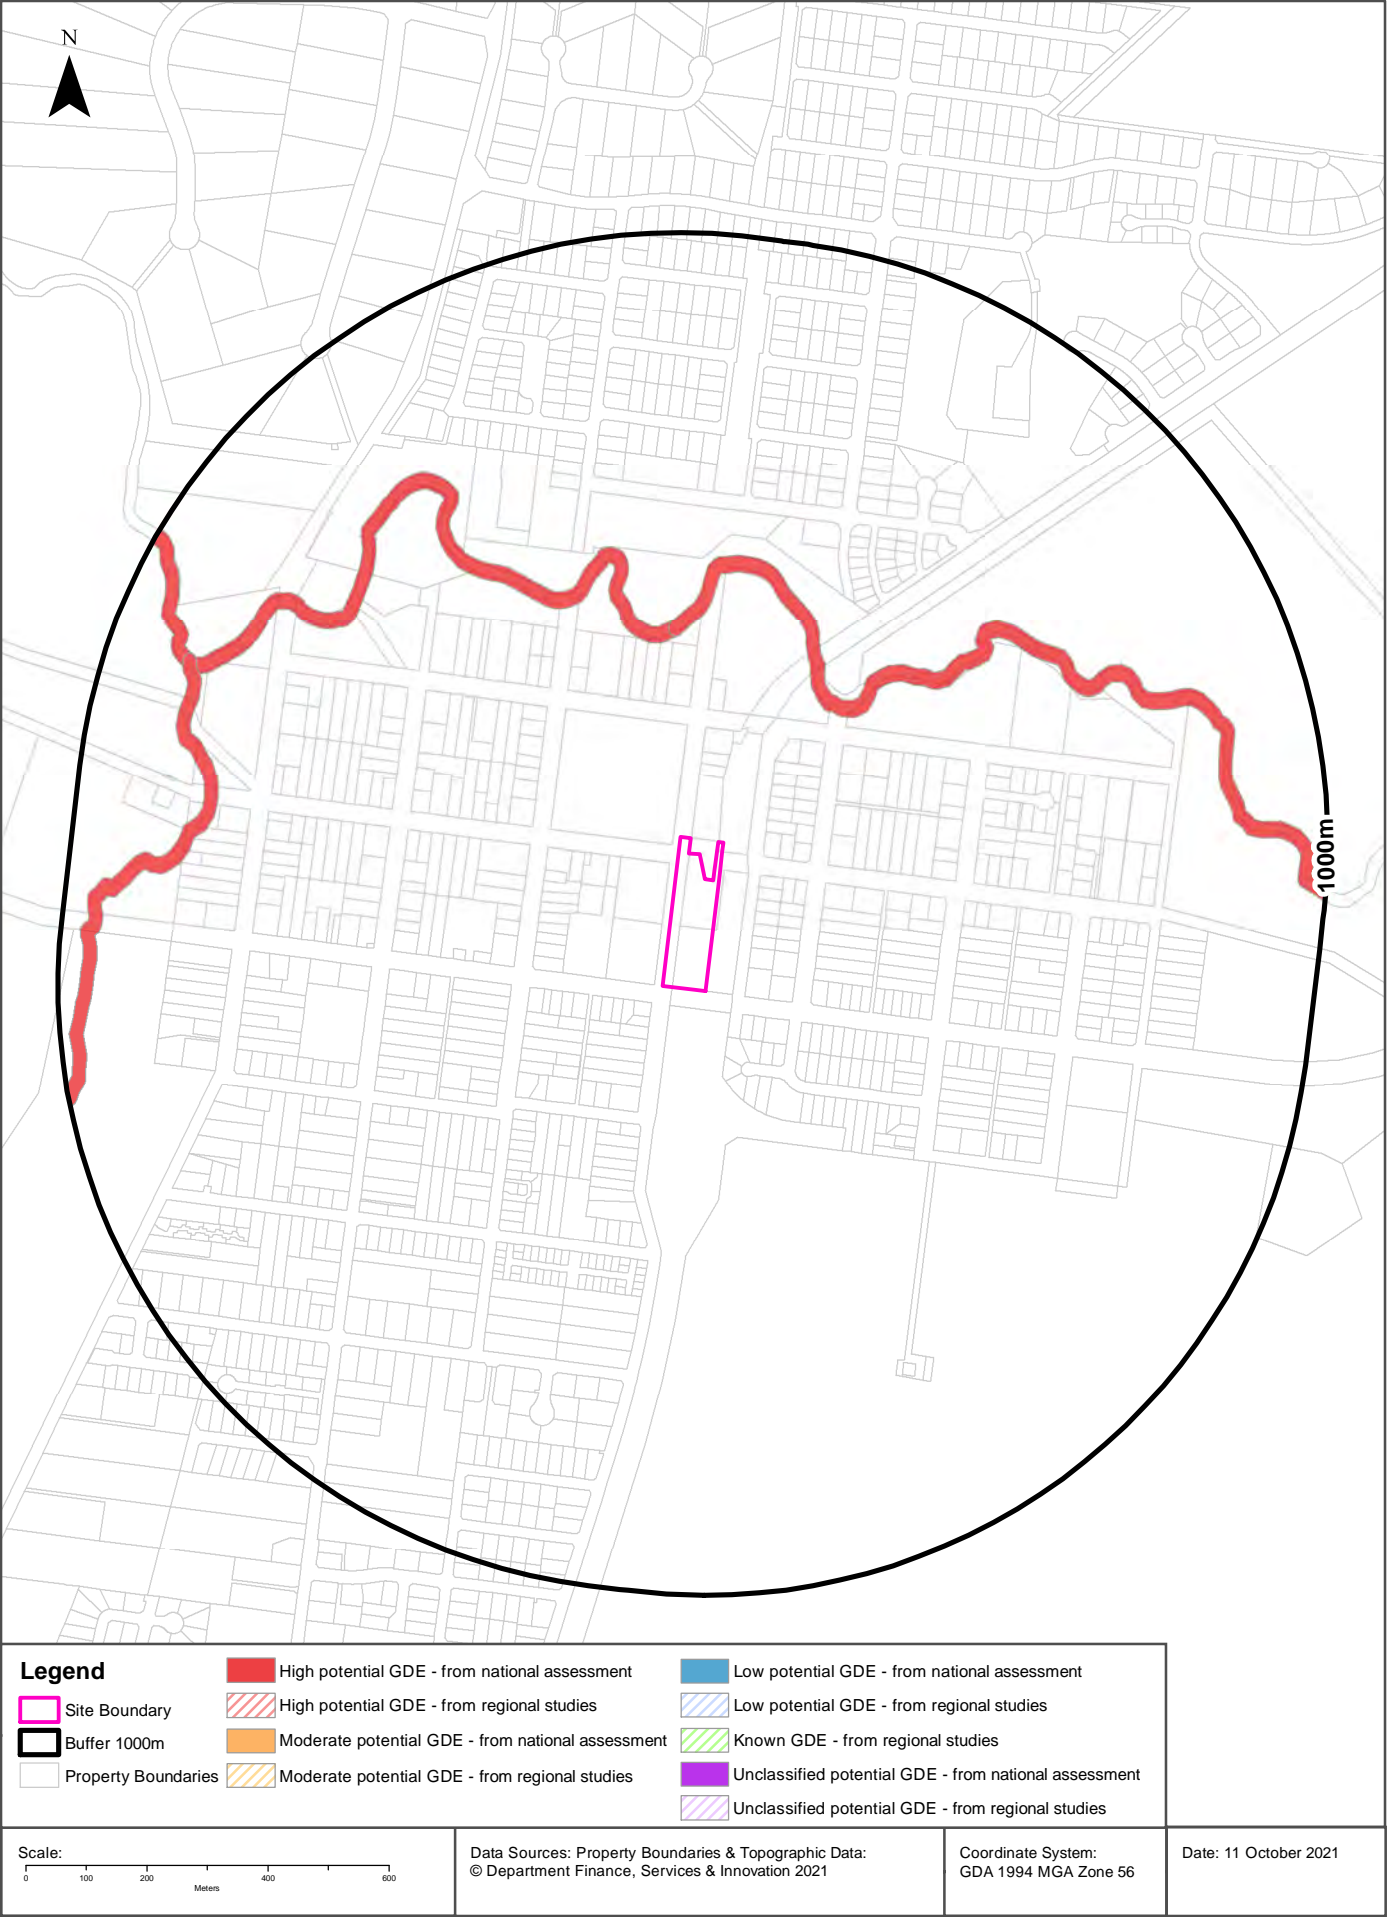 N
1000m
Legend
Site Boundary
Buffer 1000m
Property Boundaries
High potential GDE - from national assessment
High potential GDE - from regional studies
Moderate potential GDE - from national assessment
Moderate potential GDE - from regional studies
Low potential GDE - from national assessment
Low potential GDE - from regional studies
Known GDE - from regional studies
Unclassified potential GDE - from national assessment
Unclassified potential GDE - from regional studies
Scale:
0 100 200 400 600
Meters
Data Sources: Property Boundaries & Topographic Data:
© Department Finance, Services & Innovation 2021
Coordinate System:
GDA 1994 MGA Zone 56
Date: 11 October 2021